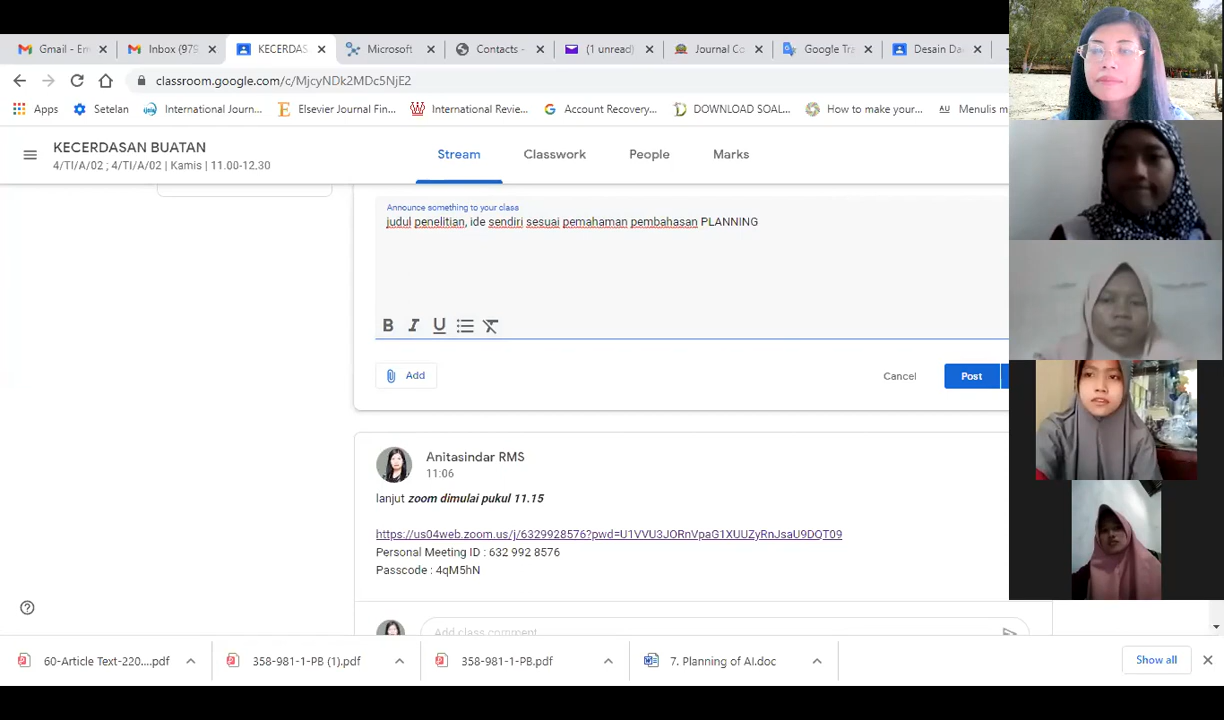 Gmail - En
Inbox (979
KECERDAS
Microsoft
Contacts -
(1 unread)
Journal Co
Google Tra
Desain Da
classroom.google.com/c/MjcyNDk2MDc5NjE2
Apps
Setelan
International Journ...
Elsevier Journal Fin...
International Revie...
Account Recovery...
DOWNLOAD SOAL...
How to make your...
AU Menulis m
KECERDASAN BUATAN
4/TI/A/02 ; 4/TI/A/02 | Kamis | 11.00-12.30
Stream
Classwork
People
Marks
Announce something to your class
judul penelitian, ide sendiri sesuai pemahaman pembahasan PLANNING
B I U
Add
Cancel
Post
Anitasindar RMS
11:06
lanjut zoom dimulai pukul 11.15
https://us04web.zoom.us/j/6329928576?pwd=U1VVU3JORnVpaG1XUUZyRnJsaU9DQT09
Personal Meeting ID : 632 992 8576
Passcode : 4qM5hN
Add class comment
60-Article Text-220....pdf
358-981-1-PB (1).pdf
358-981-1-PB.pdf
7. Planning of AI.doc
Show all